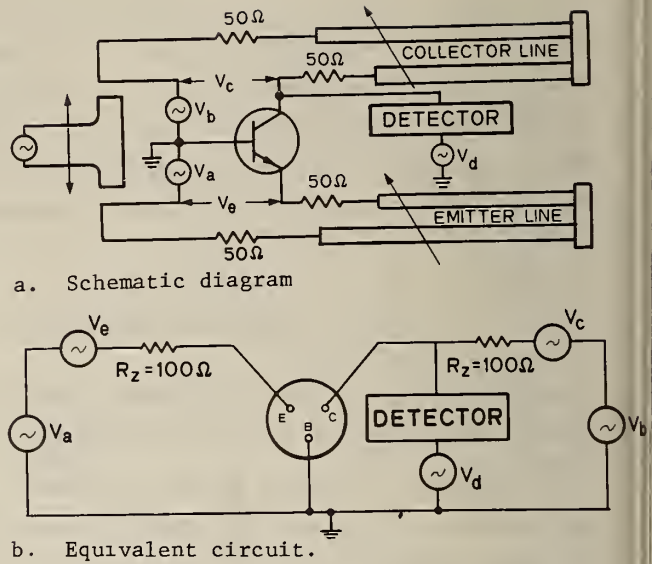 50Ω
COLLECTOR LINE
50Ω
Vc
Vb
DETECTOR
Va
Vd
50Ω
Ve
EMITTER LINE
50Ω
a. Schematic diagram
Ve
Vc
Rz=100Ω
Rz=100Ω
E
C
B
DETECTOR
Va
Vb
Vd
b. Equivalent circuit.